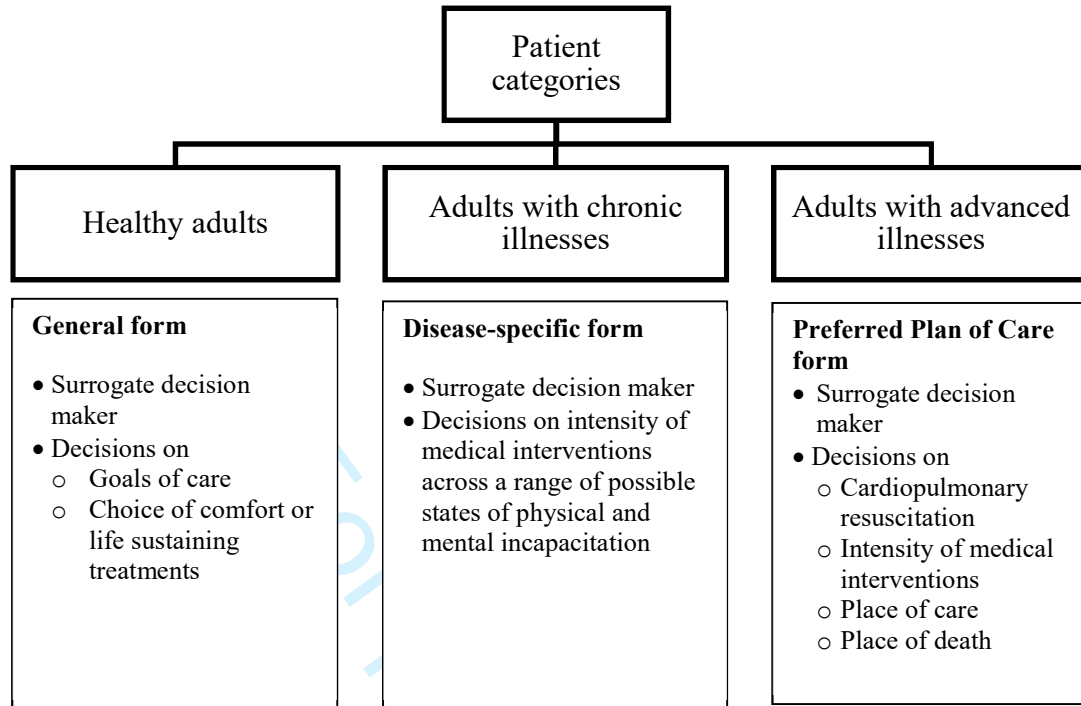 Patient
categories
Healthy adults
Adults with chronic
illnesses
Adults with advanced
illnesses
General form
• Surrogate decision
maker
• Decisions on
o Goals of care
o Choice of comfort or
life sustaining
treatments
Disease-specific form
• Surrogate decision maker
• Decisions on intensity of
medical interventions
across a range of possible
states of physical and
mental incapacitation
Preferred Plan of Care
form
• Surrogate decision
maker
• Decisions on
o Cardiopulmonary
resuscitation
o Intensity of medical
interventions
o Place of care
o Place of death